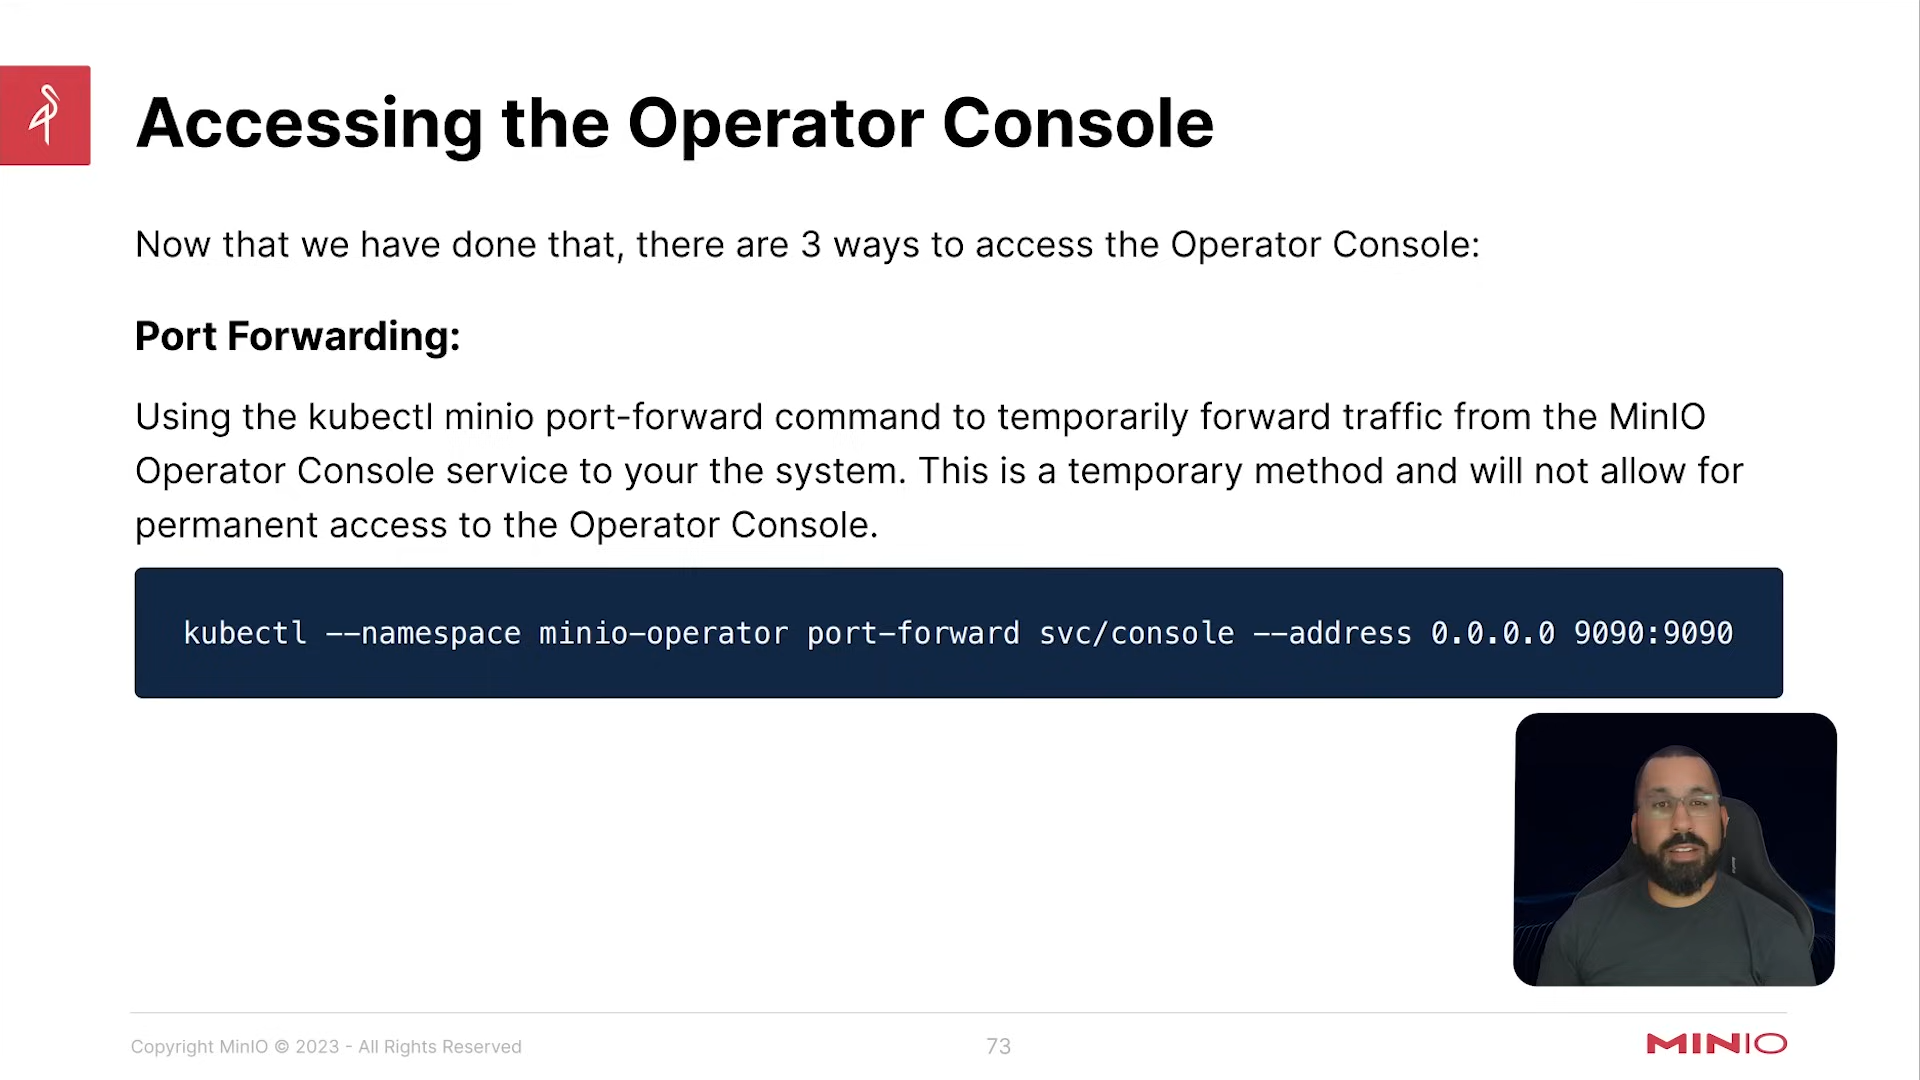 Accessing the Operator Console
Now that we have done that, there are 3 ways to access the Operator Console:
Port Forwarding:
Using the kubectl minio port-forward command to temporarily forward traffic from the MinIO
Operator Console service to your the system. This is a temporary method and will not allow for
permanent access to the Operator Console.
kubectl --namespace minio-operator port-forward svc/console --address 0.0.0.0 9090:9090
Copyright MinIO © 2023 - All Rights Reserved
73
MINIO